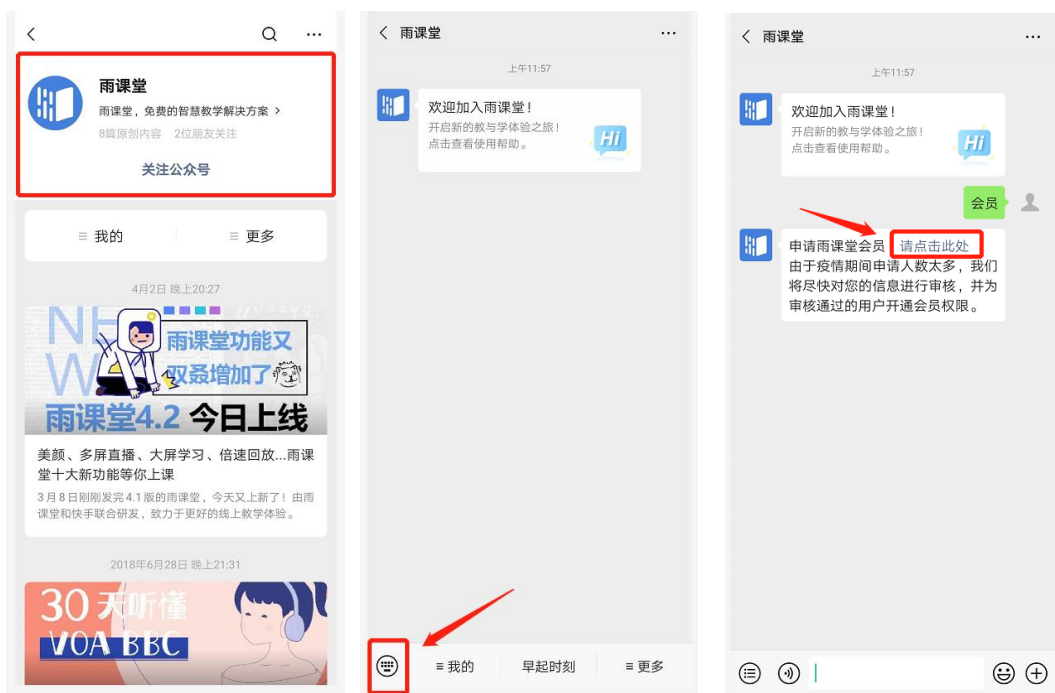 雨课堂
雨课堂，免费的智慧教学解决方案 >
8篇原创内容 2位朋友关注
关注公众号
我的
更多
4月2日 晚上20:27
NE
W
雨课堂功能又
双叒增加了
雨课堂4.2 今日上线
美颜、多屏直播、大屏学习、倍速回放...雨课
堂十大新功能等你上课
3月8日刚刚发完4.1版的雨课堂，今天又上新了！由雨
课堂和快手联合研发，致力于更好的线上教学体验。
2018年6月28日 晚上21:31
30天听懂
VOA BBC
雨课堂
上午11:57
欢迎加入雨课堂！
开启新的教与学体验之旅！
点击查看使用帮助。
Hi
我的
早起时刻
更多
雨课堂
上午11:57
欢迎加入雨课堂！
开启新的教与学体验之旅！
点击查看使用帮助。
Hi
会员
申请雨课堂会员 请点击此处
由于疫情期间申请人数太多，我们
将尽快对您的信息进行审核，并为
审核通过的用户开通会员权限。